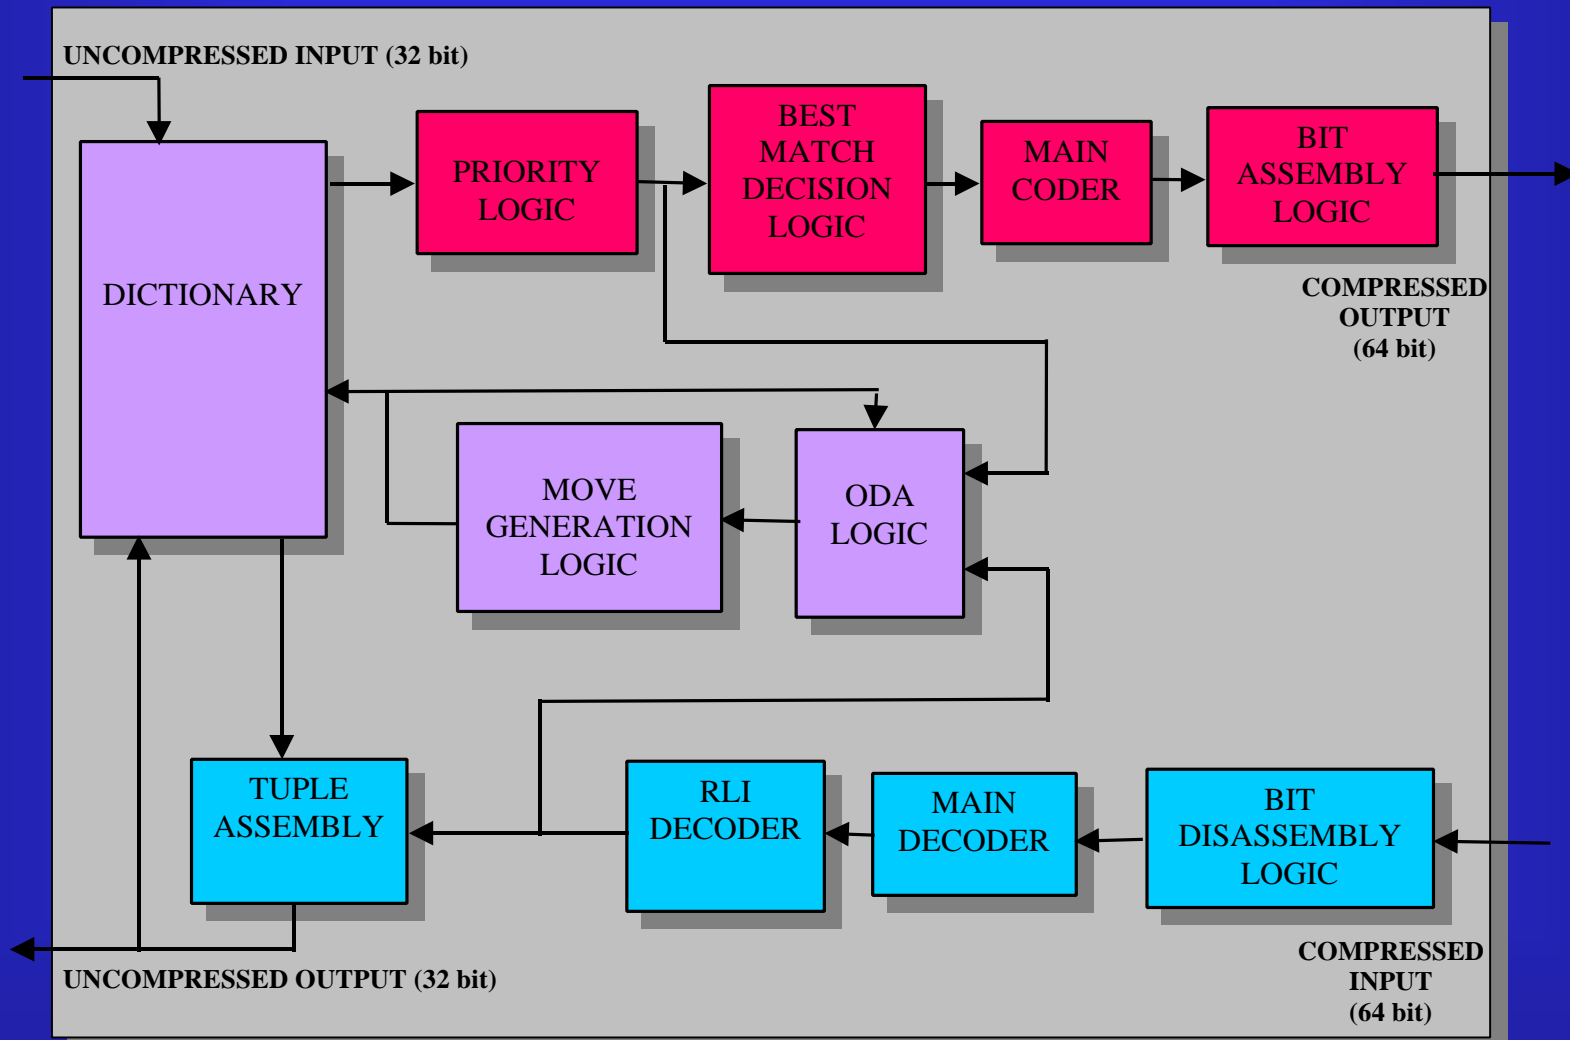 UNCOMPRESSED INPUT (32 bit)
DICTIONARY
PRIORITY
LOGIC
BEST
MATCH
DECISION
LOGIC
MAIN
CODER
BIT
ASSEMBLY
LOGIC
COMPRESSED
OUTPUT
(64 bit)
MOVE
GENERATION
LOGIC
ODA
LOGIC
TUPLE
ASSEMBLY
RLI
DECODER
MAIN
DECODER
BIT
DISASSEMBLY
LOGIC
UNCOMPRESSED OUTPUT (32 bit)
COMPRESSED
INPUT
(64 bit)